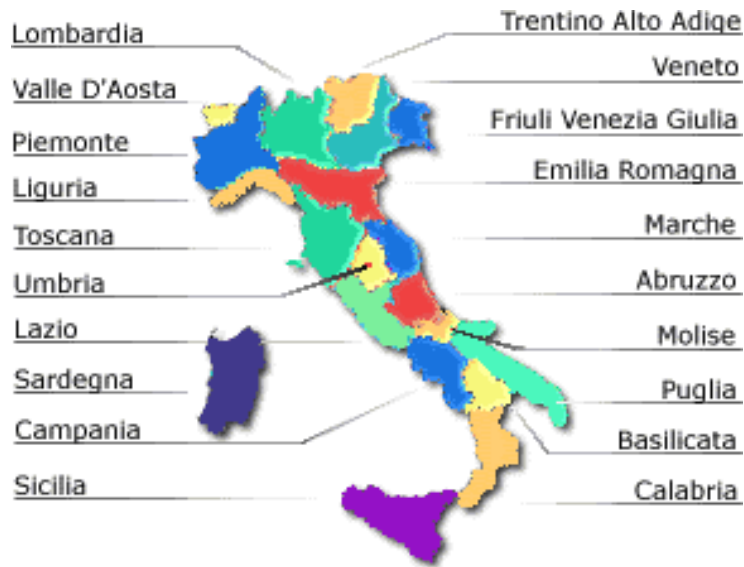 Lombardia
Valle D'Aosta
Piemonte
Liguria
Toscana
Umbria
Lazio
Sardegna
Campania
Sicilia
Trentino Alto Adige
Veneto
Friuli Venezia Giulia
Emilia Romagna
Marche
Abruzzo
Molise
Puglia
Basilicata
Calabria